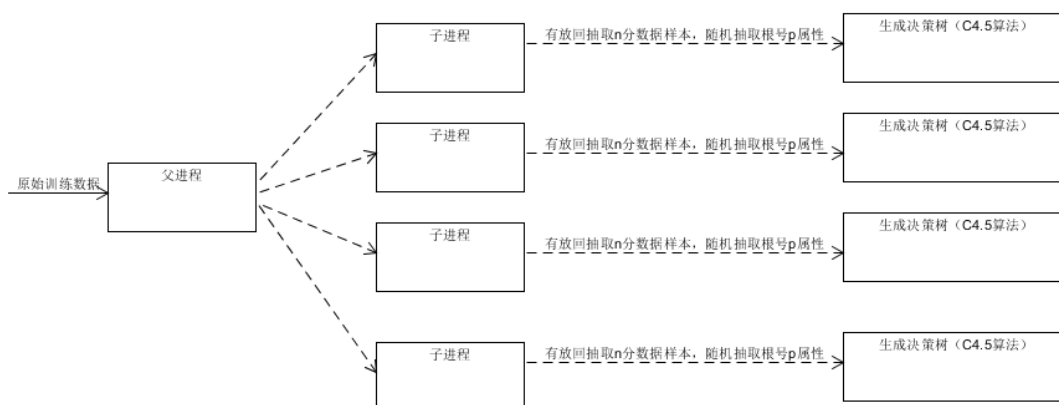 子进程
有放回抽取n分数据样本，随机抽取根号p属性
生成决策树（C4.5算法）
子进程
有放回抽取n分数据样本，随机抽取根号p属性
生成决策树（C4.5算法）
原始训练数据
父进程
子进程
有放回抽取n分数据样本，随机抽取根号p属性
生成决策树（C4.5算法）
子进程
有放回抽取n分数据样本，随机抽取根号p属性
生成决策树（C4.5算法）